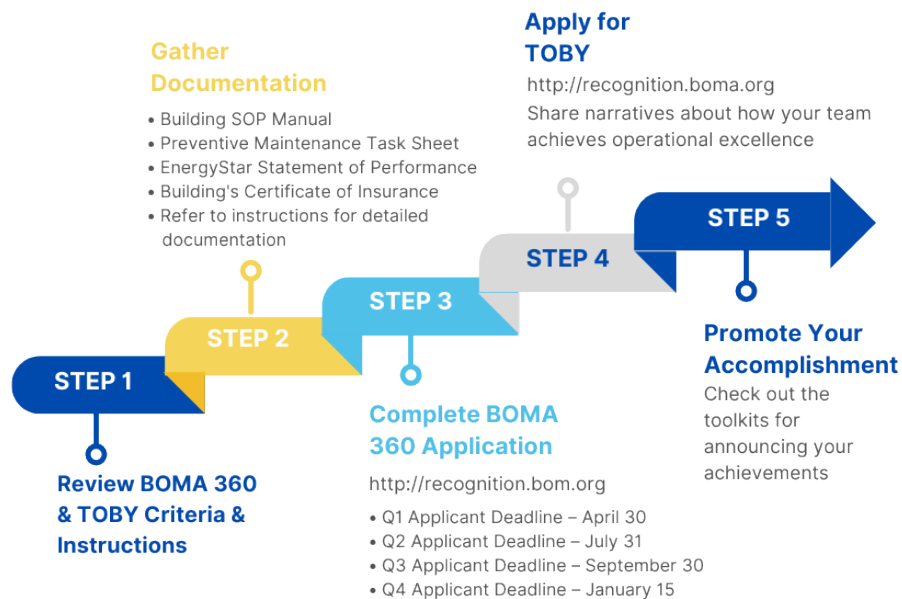 STEP 1
Review BOMA 360
& TOBY Criteria &
Instructions
STEP 2
Gather
Documentation
• Building SOP Manual
• Preventive Maintenance Task Sheet
• EnergyStar Statement of Performance
• Building's Certificate of Insurance
• Refer to instructions for detailed
documentation
STEP 3
Complete BOMA
360 Application
http://recognition.bom.org
• Q1 Applicant Deadline – April 30
• Q2 Applicant Deadline – July 31
• Q3 Applicant Deadline – September 30
• Q4 Applicant Deadline – January 15
STEP 4
Apply for
TOBY
http://recognition.boma.org
Share narratives about how your team
achieves operational excellence
STEP 5
Promote Your
Accomplishment
Check out the
toolkits for
announcing your
achievements